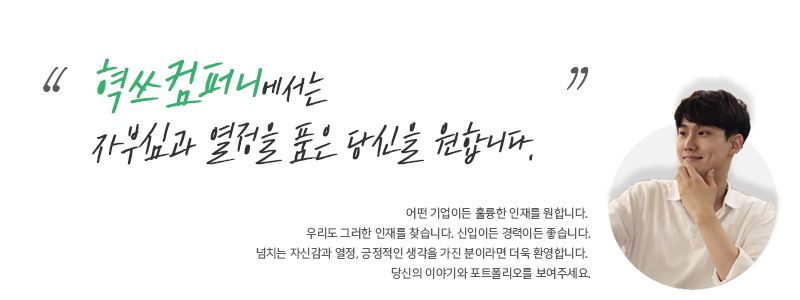 “ 혁쓰컴퍼니에서는 ”
자부심과 열정을 품은 당신을 원합니다.
어떤 기업이든 훌륭한 인재를 원합니다.
우리도 그러한 인재를 찾습니다. 신입이든 경력이든 좋습니다.
넘치는 자신감과 열정, 긍정적인 생각을 가진 분이라면 더욱 환영합니다.
당신의 이야기와 포트폴리오를 보여주세요.